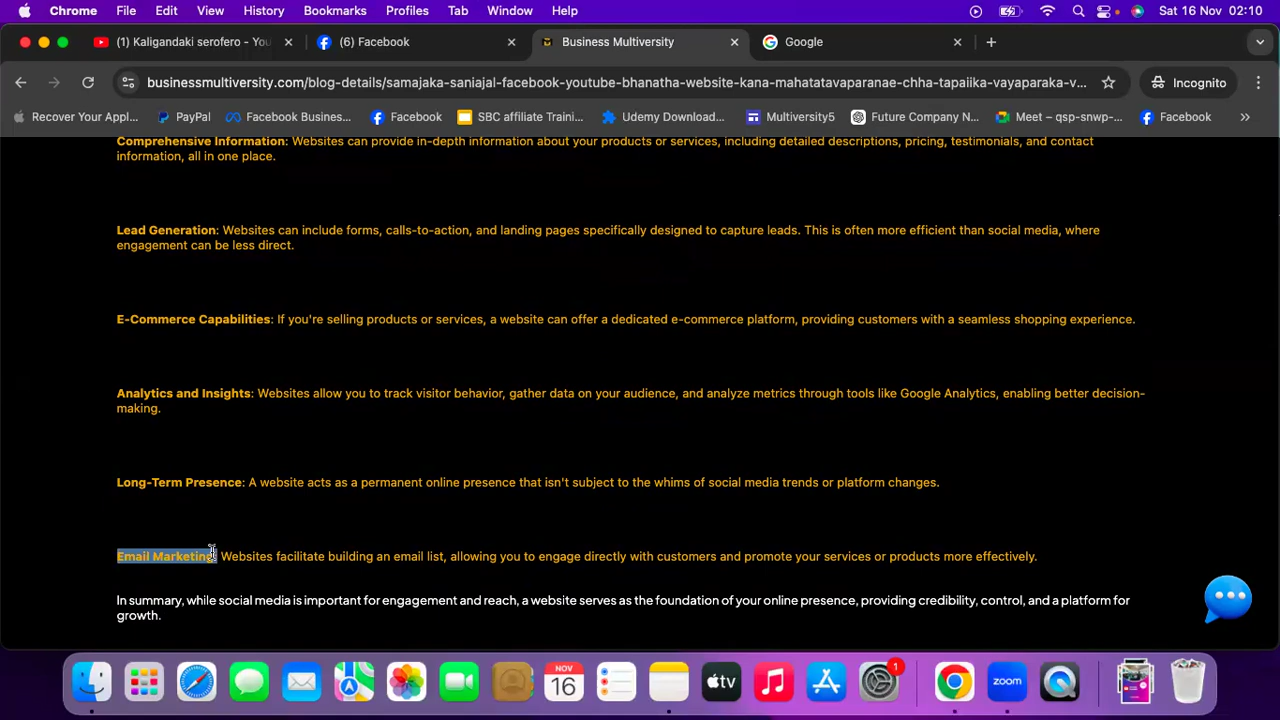 Chrome File Edit View History Bookmarks Profiles Tab Window Help Sat 16 Nov 02:10
(1) Kaligandaki serofero - You
(6) Facebook
Business Multiversity
Google
businessmultiversity.com/blog-details/samajaka-saniajal-facebook-youtube-bhanatha-website-kana-mahatatavaparanae-chha-tapaiika-vayaparaka-v... Incognito
Recover Your Appl... PayPal Facebook Busines... Facebook SBC affiliate Traini... Udemy Download... Multiversity5 Future Company N... Meet – qsp-snwp-... Facebook
Comprehensive Information: Websites can provide in-depth information about your products or services, including detailed descriptions, pricing, testimonials, and contact
information, all in one place.
Lead Generation: Websites can include forms, calls-to-action, and landing pages specifically designed to capture leads. This is often more efficient than social media, where
engagement can be less direct.
E-Commerce Capabilities: If you're selling products or services, a website can offer a dedicated e-commerce platform, providing customers with a seamless shopping experience.
Analytics and Insights: Websites allow you to track visitor behavior, gather data on your audience, and analyze metrics through tools like Google Analytics, enabling better decision-
making.
Long-Term Presence: A website acts as a permanent online presence that isn't subject to the whims of social media trends or platform changes.
Email Marketing: Websites facilitate building an email list, allowing you to engage directly with customers and promote your services or products more effectively.
In summary, while social media is important for engagement and reach, a website serves as the foundation of your online presence, providing credibility, control, and a platform for
growth.
NOV
16
tv
1
zoom